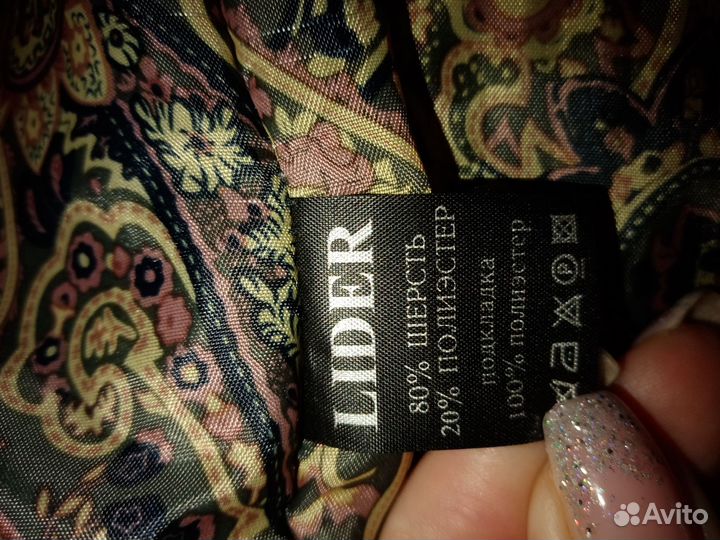 LIDER
80% ШЕРСТЬ
20% ПОЛИЭСТЕР
подкладка
100% полиэстер
Avito